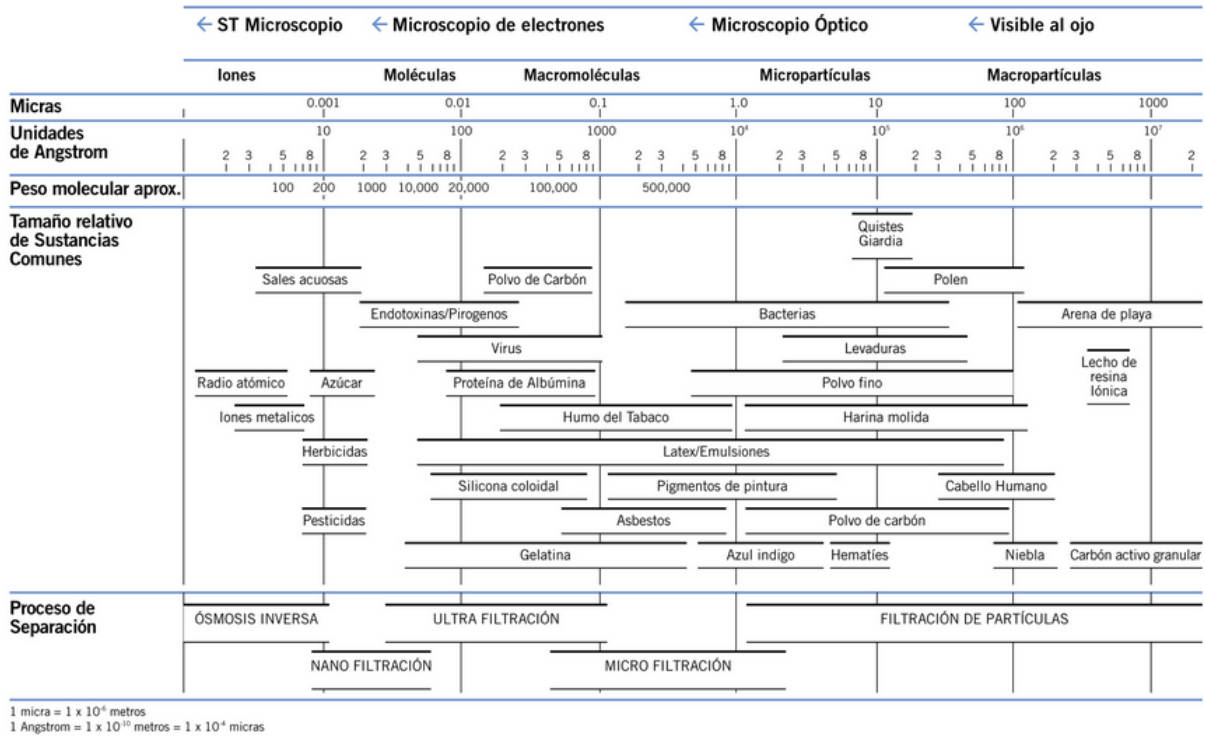 ← ST Microscopio ← Microscopio de electrones ← Microscopio Óptico ← Visible al ojo
Iones Moléculas Macromoléculas Micropartículas Macropartículas
Micras 0.001 0.01 0.1 1.0 10 100 1000
Unidades
de Angstrom
10 100 1000 10⁴ 10⁵ 10⁶ 10⁷
2 3 5 8 2 3 5 8 2 3 5 8 2 3 5 8 2 3 5 8 2 3 5 8 2 3 5 8 2
Peso molecular aprox. 100 200 1000 10,000 20,000 100,000 500,000
Tamaño relativo
de Sustancias
Comunes
Quistes
Giardia
Sales acuosas Polvo de Carbón Polen
Endotoxinas/Pirogenos Bacterias Arena de playa
Virus Levaduras
Lecho de
resina
Iónica
Radio atómico Azúcar Proteína de Albúmina Polvo fino
Iones metalicos Humo del Tabaco Harina molida
Herbicidas Latex/Emulsiones
Silicona coloidal Pigmentos de pintura Cabello Humano
Pesticidas Asbestos Polvo de carbón
Gelatina Azul indigo Hematíes Niebla Carbón activo granular
Proceso de
Separación
ÓSMOSIS INVERSA ULTRA FILTRACIÓN FILTRACIÓN DE PARTÍCULAS
NANO FILTRACIÓN MICRO FILTRACIÓN
1 micra = 1 x 10⁻⁶ metros
1 Angstrom = 1 x 10⁻¹⁰ metros = 1 x 10⁻⁴ micras